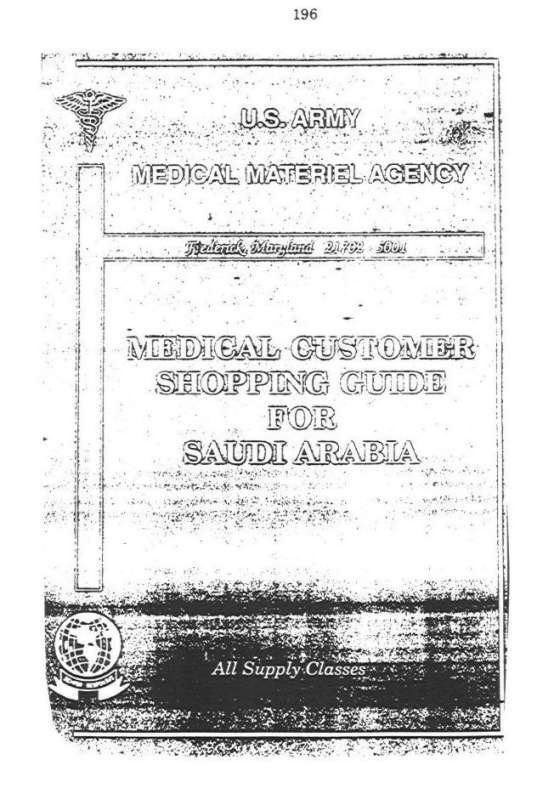 196
U.S. ARMY
MEDICAL MATERIEL AGENCY
Frederick, Maryland 21702 - 5001
MEDICAL CUSTOMER
SHOPPING GUIDE
FOR
SAUDI ARABIA
All Supply Classes